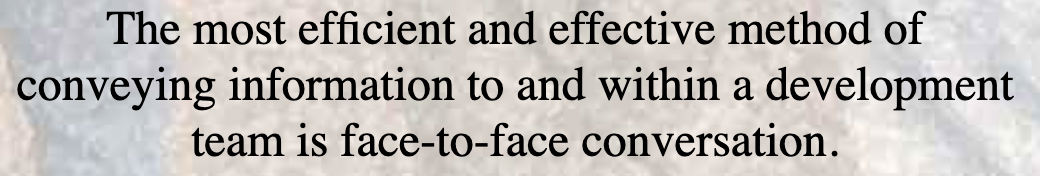 The most efficient and effective method of
conveying information to and within a development
team is face-to-face conversation.